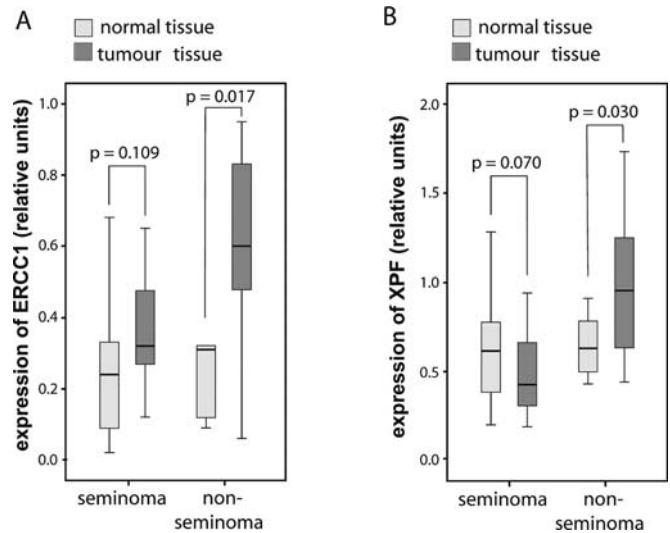 A
normal tissue
tumour tissue
expression of ERCC1 (relative units)
1.0
0.8
0.6
0.4
0.2
0.0
p = 0.109
p = 0.017
seminoma
non-
seminoma
B
normal tissue
tumour tissue
expression of XPF (relative units)
2.0
1.5
1.0
0.5
0.0
p = 0.070
p = 0.030
seminoma
non-
seminoma